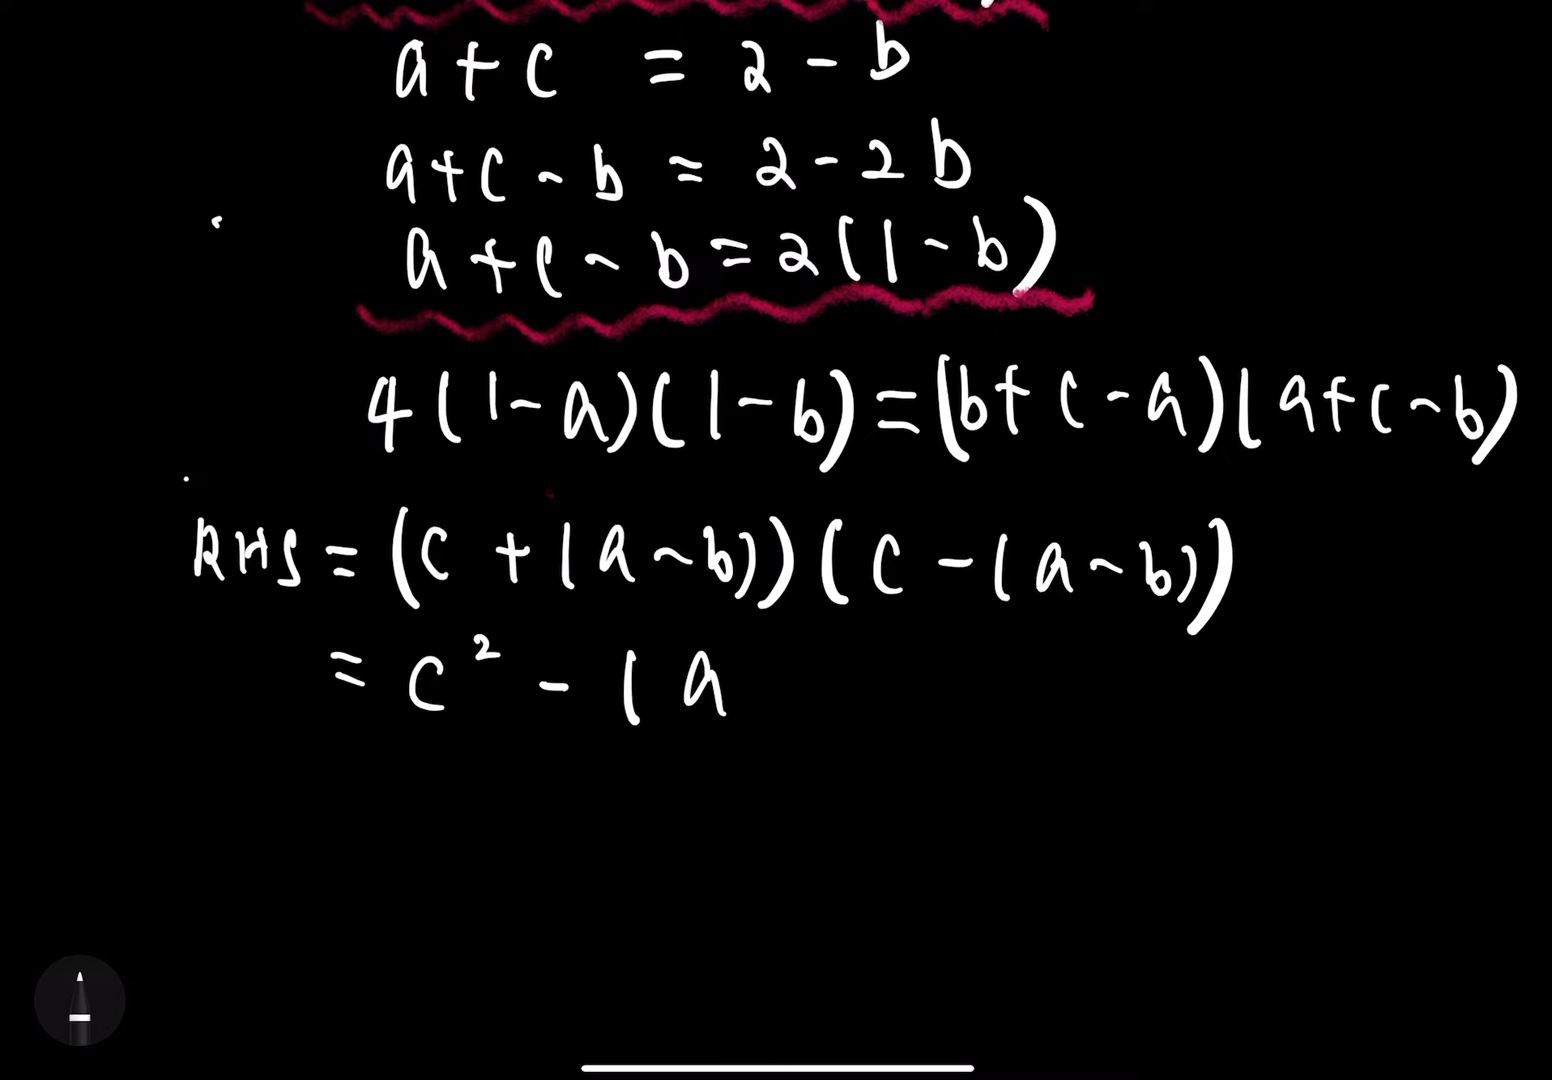 a + c = 2 - b
a + c - b = 2 - 2b
a + c - b = 2(1 - b)
4(1 - a)(1 - b) = (b + c - a)(a + c - b)
RHS = (c + (a - b))(c - (a - b))
= c² - (a